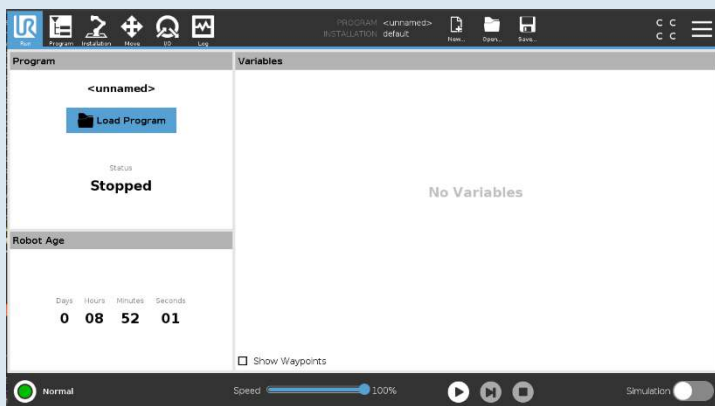 UR
Run Program Installation Move I/O Log
PROGRAM <unnamed>
INSTALLATION default
New... Open... Save...
C C
C C
Program
<unnamed>
Load Program
Status
Stopped
Variables
No Variables
Robot Age
Days Hours Minutes Seconds
0 08 52 01
Show Waypoints
Normal
Speed 100%
Simulation